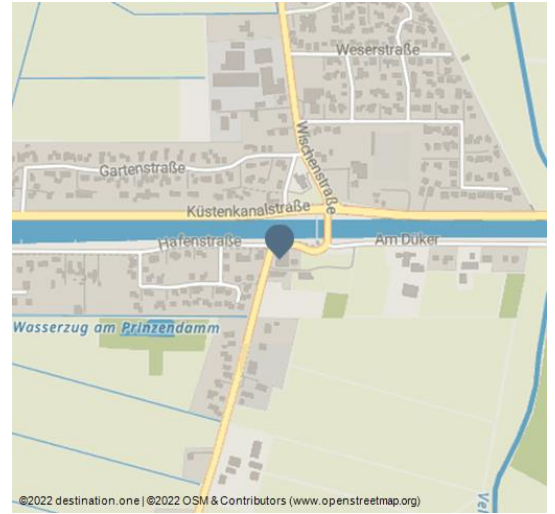 Weserstraße
Wischenstraße
Gartenstraße
Küstenkanalstraße
Hafenstraße
Am Düker
Wasserzug am Prinzendamm
©2022 destination.one | ©2022 OSM & Contributors (www.openstreetmap.org)